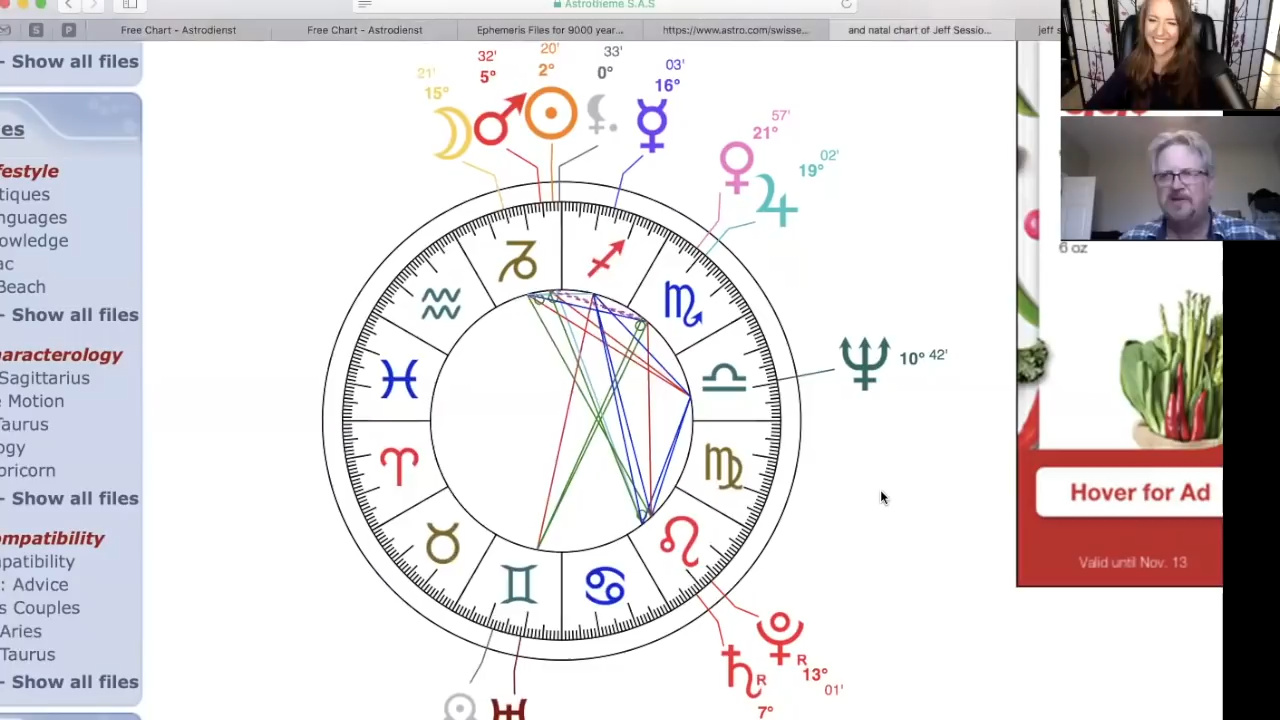 Astrotheme S.A.S
S
P
Free Chart - Astrodienst
Free Chart - Astrodienst
Ephemeris Files for 9000 year...
https://www.astro.com/swisse...
and natal chart of Jeff Sessio...
jeff s
- Show all files
es
festyle
tiques
nguages
owledge
ac
Beach
- Show all files
aracterology
Sagittarius
e Motion
Taurus
ogy
pricorn
- Show all files
ompatibility
npatibility
: Advice
s Couples
Aries
Taurus
- Show all files
21'
15°
32'
5°
20'
2°
33'
0°
03'
16°
57'
21°
02'
19°
10° 42'
R
13°
01'
R
7°
6 oz
Hover for Ad
Valid until Nov. 13